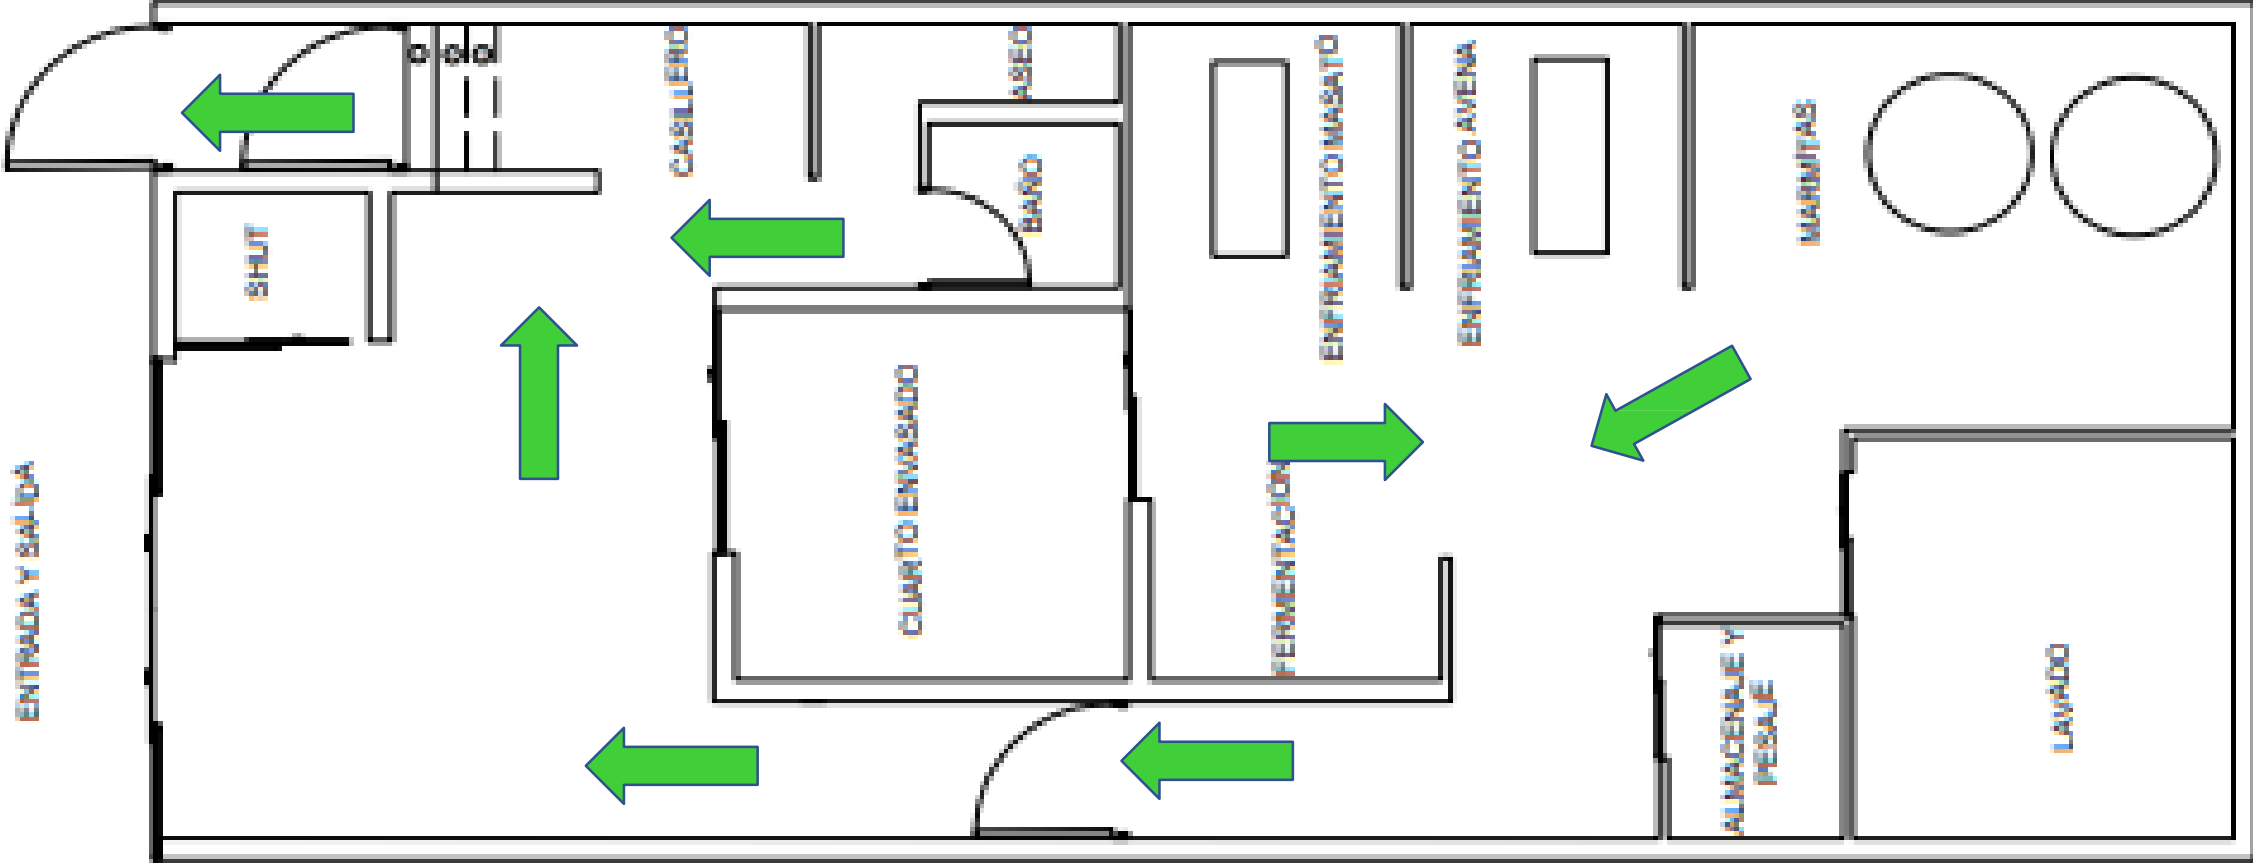 ENTRADA Y SALIDA
SHUT
CASILLERO
ASEO
BAÑO
CUARTO ENVASADO
ENFRIAMIENTO MASATO
ENFRIAMIENTO AVENA
FERMENTACIÓN
MARMITAS
ALMACENAJE Y
PESAJE
LAVADO